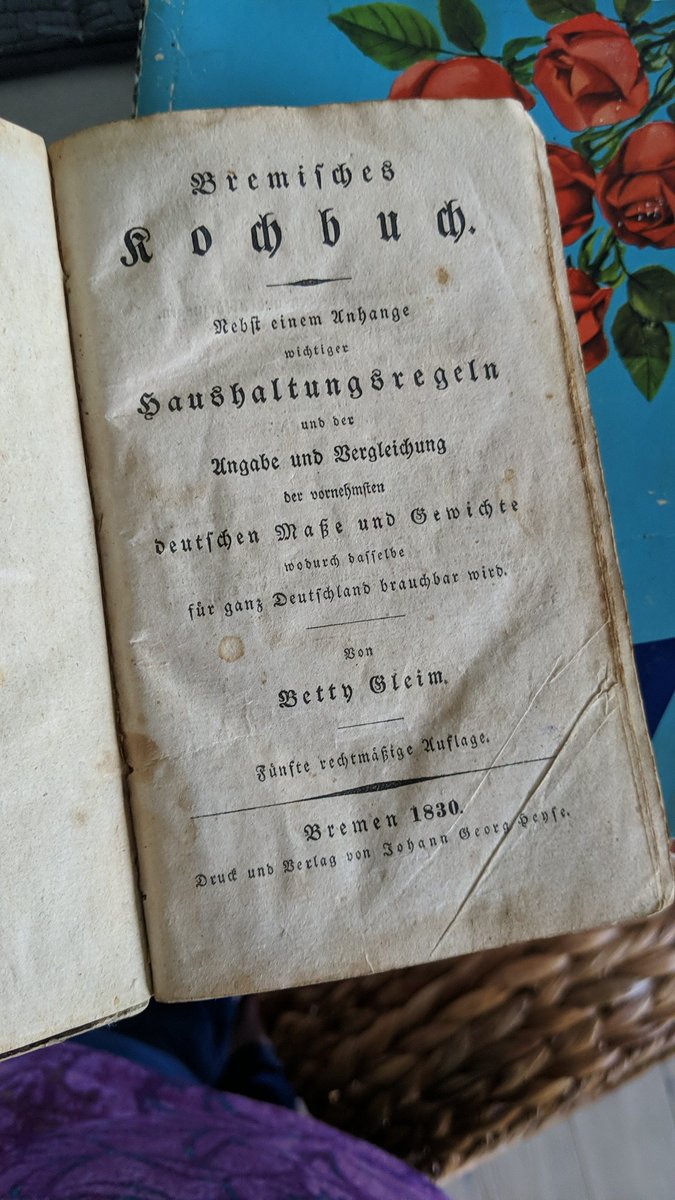 Bremiſches
Kochbuch.
Nebſt einem Anhange
wichtiger
Haushaltungsregeln
und der
Angabe und Vergleichung
der vornehmſten
deutſchen Maße und Gewichte
wodurch daſſelbe
für ganz Deutſchland brauchbar wird.
Von
Betty Gleim.
Fünfte rechtmäßige Auflage.
Bremen 1830.
Druck und Verlag von Johann Georg Heyſe.